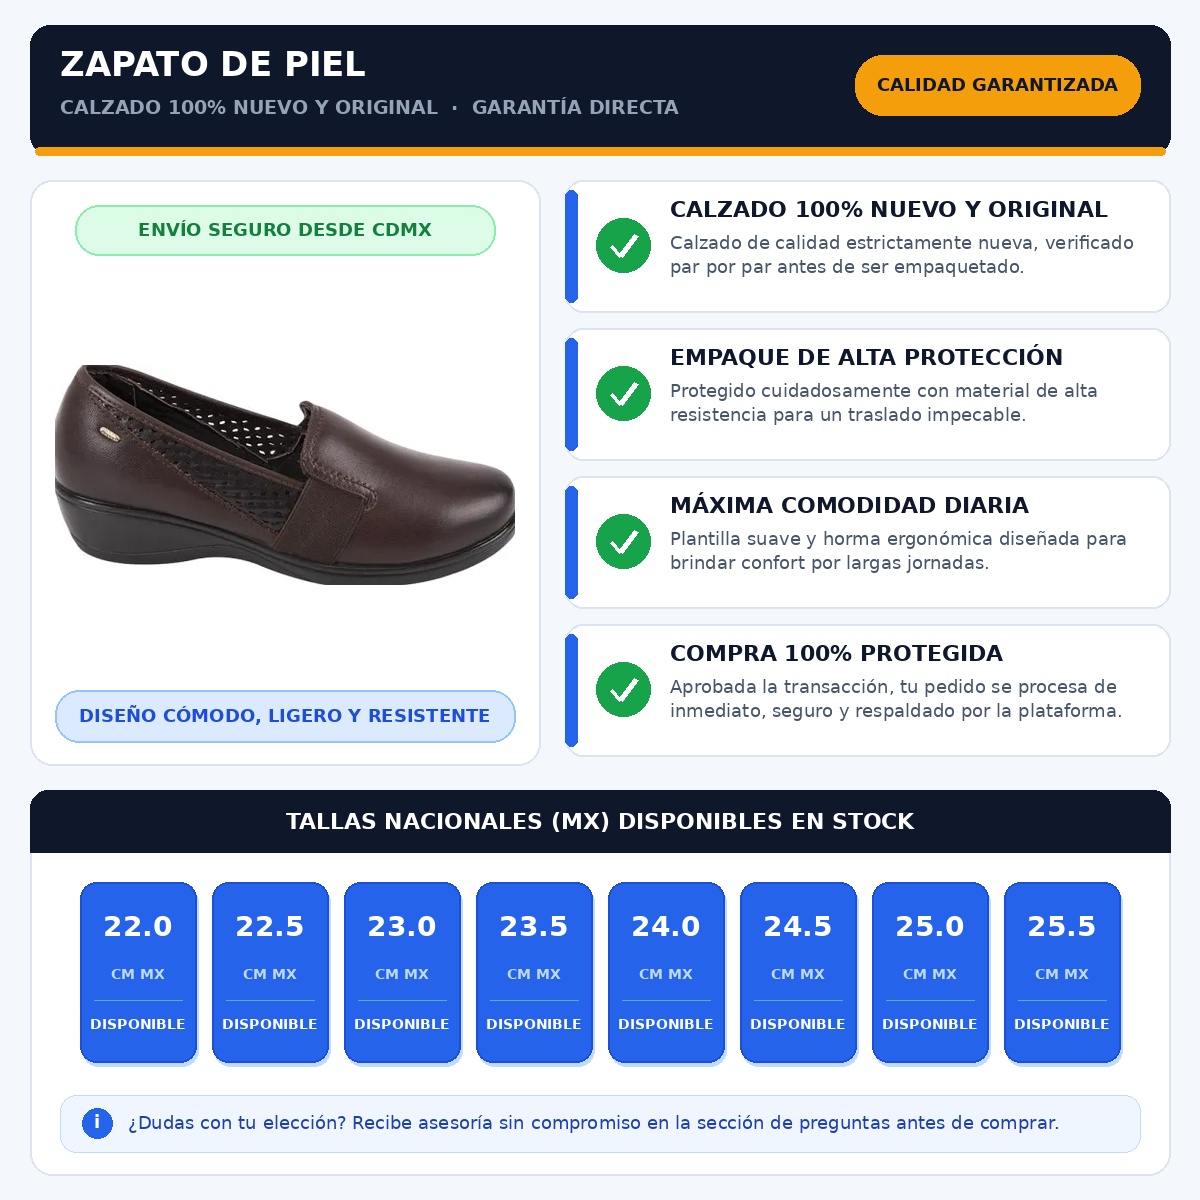 ZAPATO DE PIEL
CALZADO 100% NUEVO Y ORIGINAL · GARANTÍA DIRECTA
CALIDAD GARANTIZADA
ENVÍO SEGURO DESDE CDMX
DISEÑO CÓMODO, LIGERO Y RESISTENTE
CALZADO 100% NUEVO Y ORIGINAL
Calzado de calidad estrictamente nueva, verificado
par por par antes de ser empaquetado.
EMPAQUE DE ALTA PROTECCIÓN
Protegido cuidadosamente con material de alta
resistencia para un traslado impecable.
MÁXIMA COMODIDAD DIARIA
Plantilla suave y horma ergonómica diseñada para
brindar confort por largas jornadas.
COMPRA 100% PROTEGIDA
Aprobada la transacción, tu pedido se procesa de
inmediato, seguro y respaldado por la plataforma.
TALLAS NACIONALES (MX) DISPONIBLES EN STOCK
22.0
CM MX
DISPONIBLE
22.5
CM MX
DISPONIBLE
23.0
CM MX
DISPONIBLE
23.5
CM MX
DISPONIBLE
24.0
CM MX
DISPONIBLE
24.5
CM MX
DISPONIBLE
25.0
CM MX
DISPONIBLE
25.5
CM MX
DISPONIBLE
i ¿Dudas con tu elección? Recibe asesoría sin compromiso en la sección de preguntas antes de comprar.